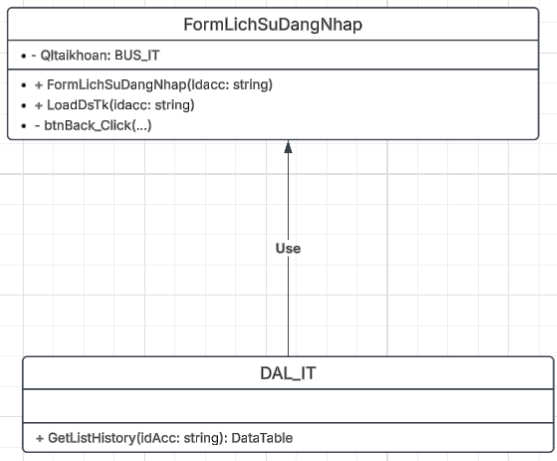 FormLichSuDangNhap
• - Qltaikhoan: BUS_IT
• + FormLichSuDangNhap(Idacc: string)
• + LoadDsTk(idacc: string)
• - btnBack_Click(...)
Use
DAL_IT
+ GetListHistory(idAcc: string): DataTable